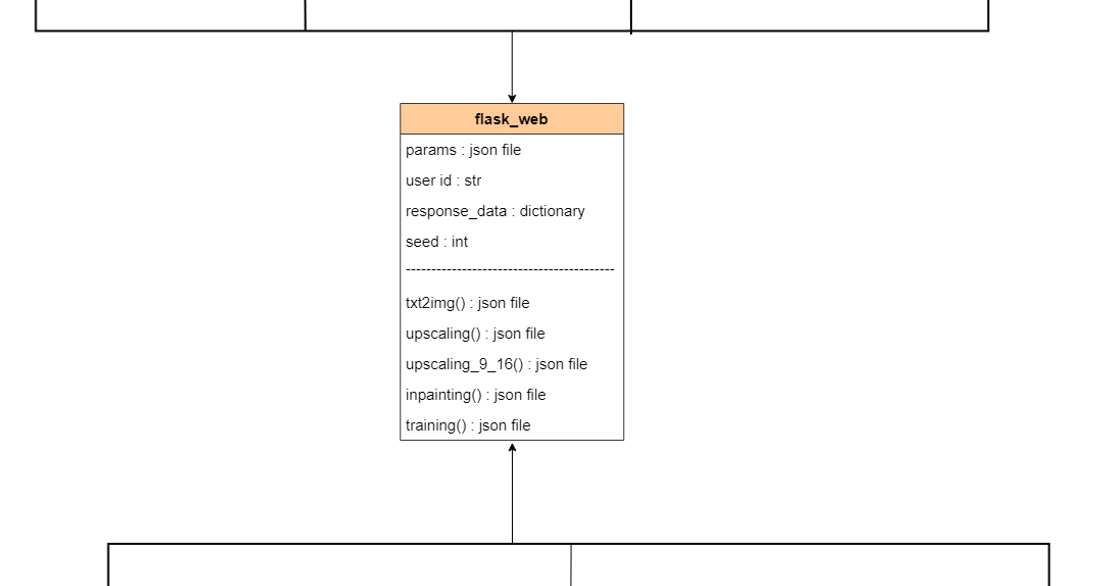 flask_web
params : json file
user id : str
response_data : dictionary
seed : int
-----------------------------------------
txt2img() : json file
upscaling() : json file
upscaling_9_16() : json file
inpainting() : json file
training() : json file